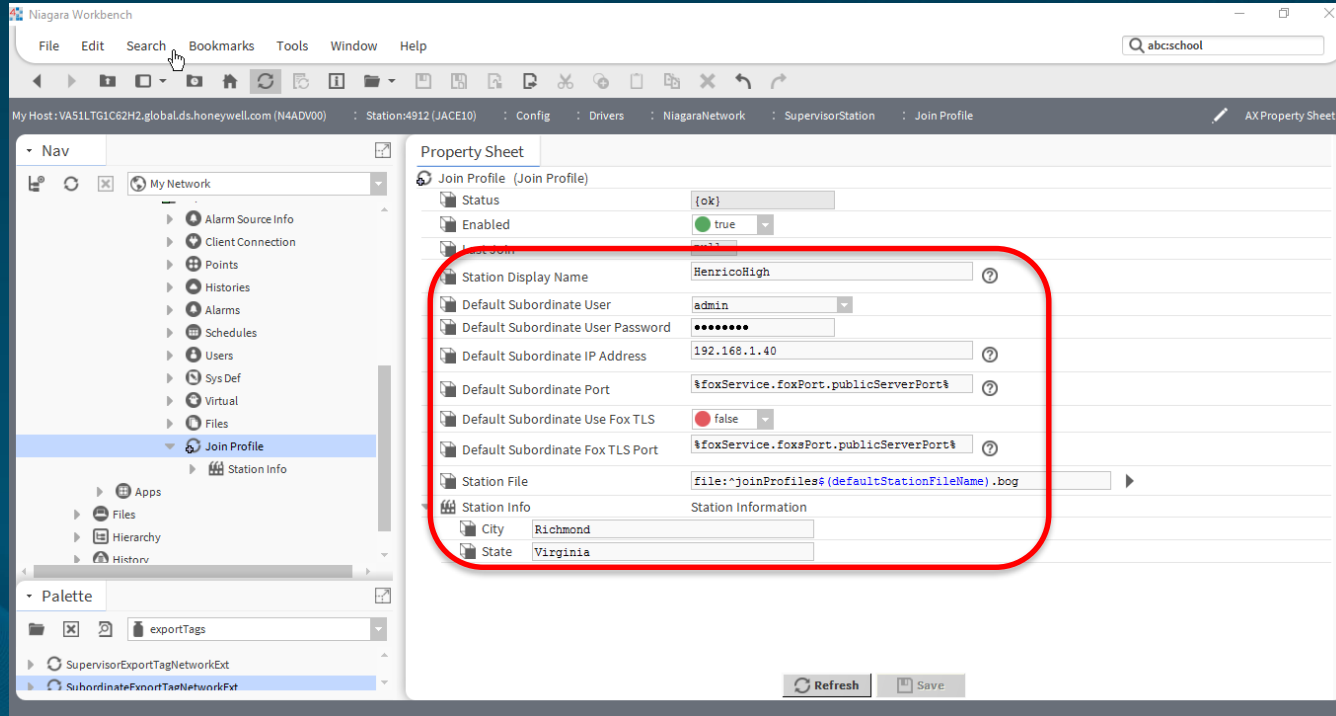 Niagara Workbench
File Edit Search Bookmarks Tools Window Help abc:school
My Host : VA51LTG1C62H2.global.ds.honeywell.com (N4ADV00) : Station:4912 (JACE10) : Config : Drivers : NiagaraNetwork : SupervisorStation : Join Profile AX Property Sheet
Nav
My Network
Alarm Source Info
Client Connection
Points
Histories
Alarms
Schedules
Users
Sys Def
Virtual
Files
Join Profile
Station Info
Apps
Files
Hierarchy
History
Palette
exportTags
SupervisorExportTagNetworkExt
SubordinateExportTagNetworkExt
Property Sheet
Join Profile (Join Profile)
Status {ok}
Enabled true
Last Join null
Station Display Name HenricoHigh
Default Subordinate User admin
Default Subordinate User Password ••••••••
Default Subordinate IP Address 192.168.1.40
Default Subordinate Port %foxService.foxPort.publicServerPort%
Default Subordinate Use Fox TLS false
Default Subordinate Fox TLS Port %foxService.foxsPort.publicServerPort%
Station File file:^joinProfiles$(defaultStationFileName).bog
Station Info Station Information
City Richmond
State Virginia
Refresh Save